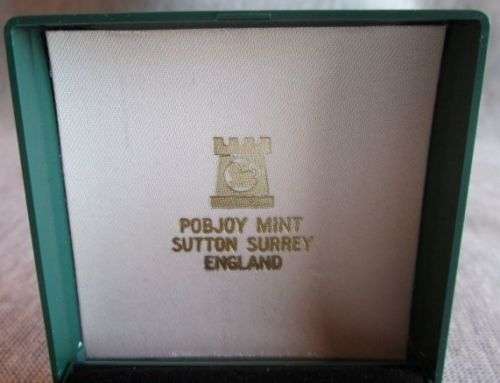 POBJOY MINT
SUTTON SURREY
ENGLAND